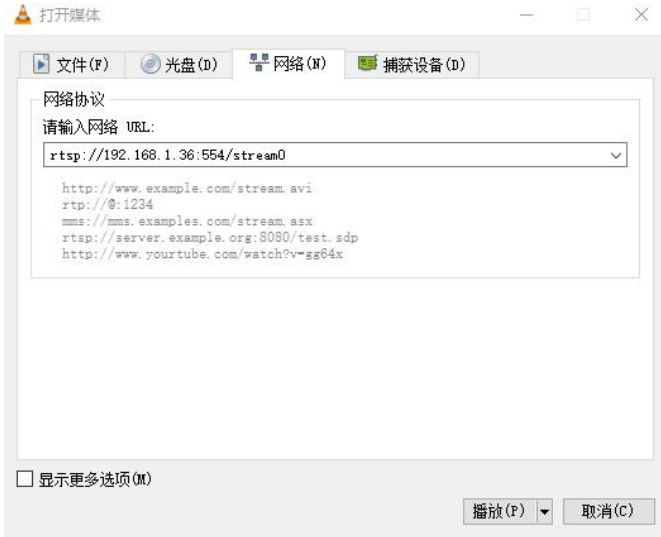 打开媒体
文件(F) 光盘(D) 网络(N) 捕获设备(D)
网络协议
请输入网络 URL:
rtsp://192.168.1.36:554/stream0
http://www.example.com/stream.avi
rtp://@:1234
mms://mms.examples.com/stream.asx
rtsp://server.example.org:8080/test.sdp
http://www.yourtube.com/watch?v=gg64x
显示更多选项(M)
播放(P) 取消(C)